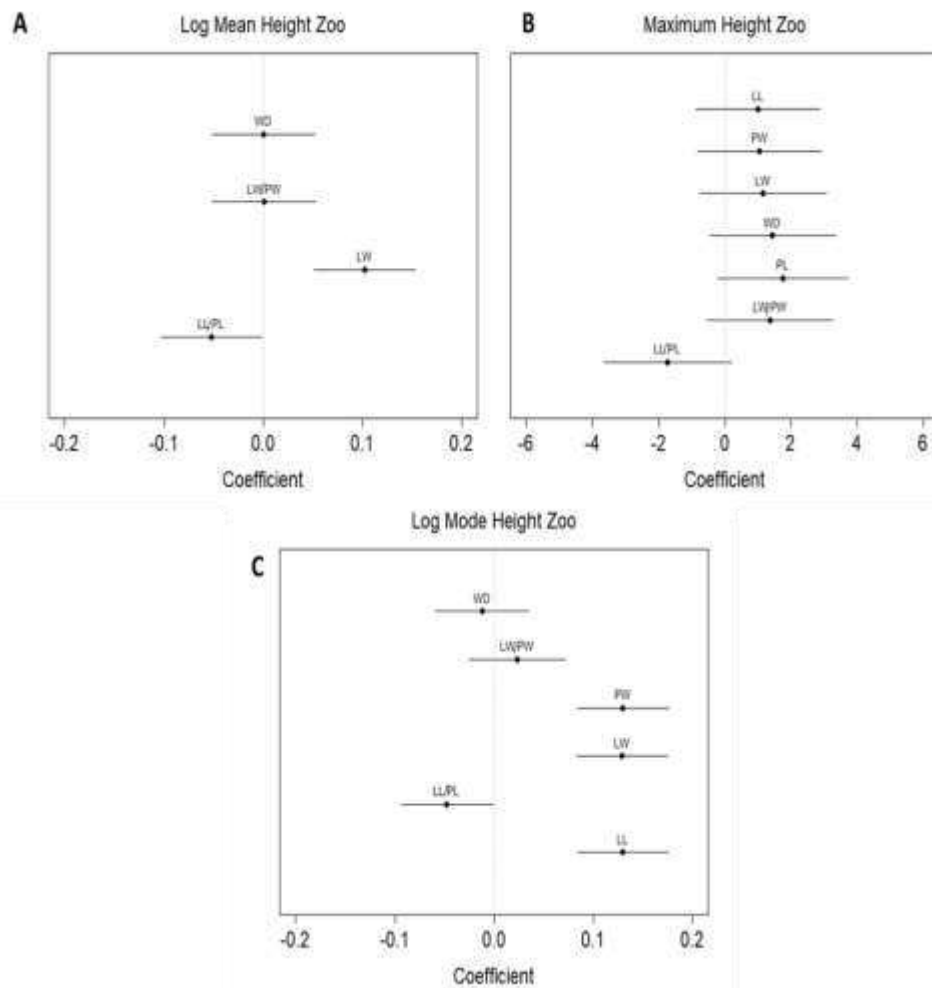 A
Log Mean Height Zoo
WD
LW/PW
LW
LL/PL
-0.2 -0.1 0.0 0.1 0.2
Coefficient
B
Maximum Height Zoo
LL
PW
LW
WD
PL
LW/PW
LL/PL
-6 -4 -2 0 2 4 6
Coefficient
Log Mode Height Zoo
C
WD
LW/PW
PW
LW
LL/PL
LL
-0.2 -0.1 0.0 0.1 0.2
Coefficient